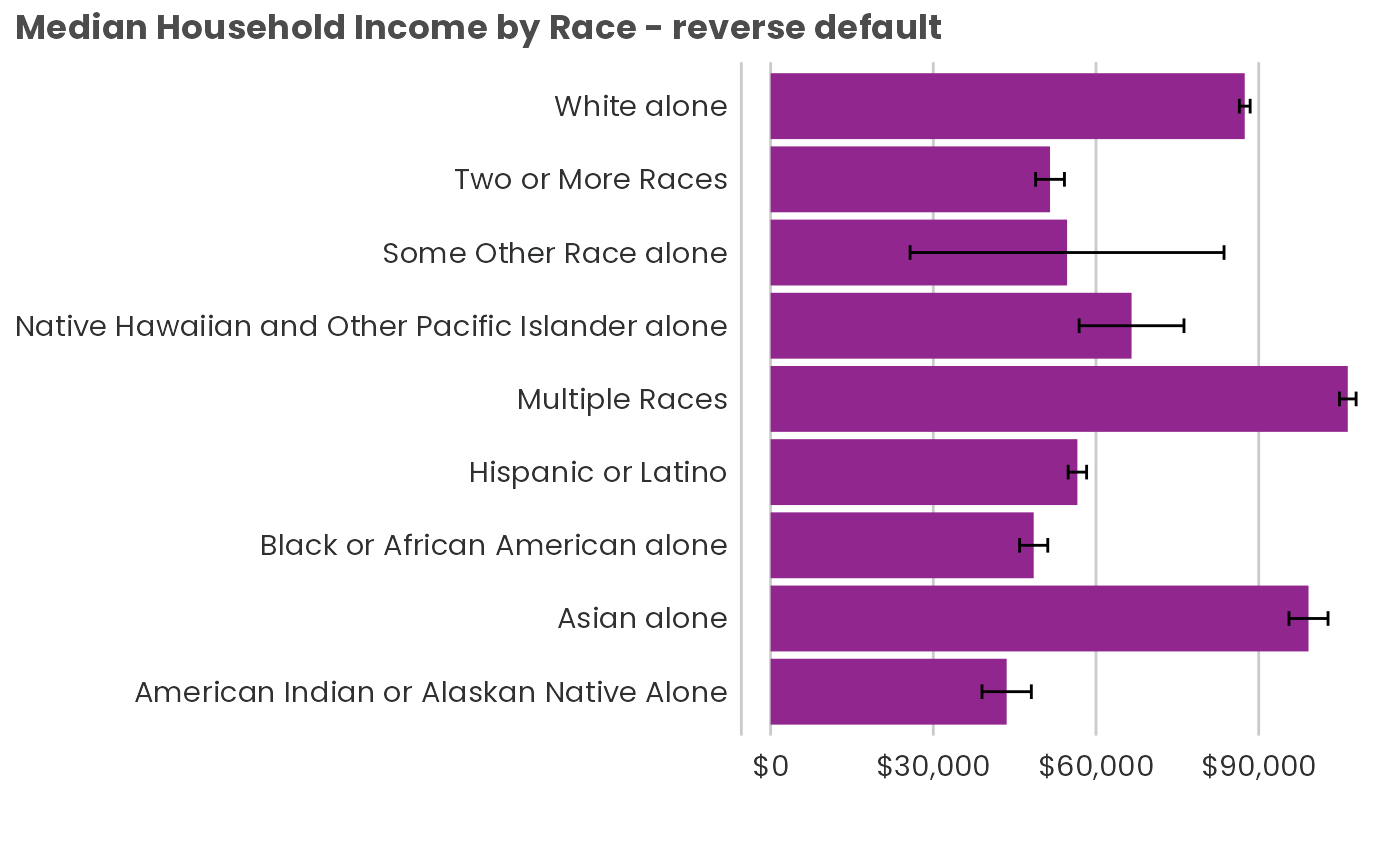 Median Household Income by Race - reverse default
White alone
Two or More Races
Some Other Race alone
Native Hawaiian and Other Pacific Islander alone
Multiple Races
Hispanic or Latino
Black or African American alone
Asian alone
American Indian or Alaskan Native Alone
$0 $30,000 $60,000 $90,000